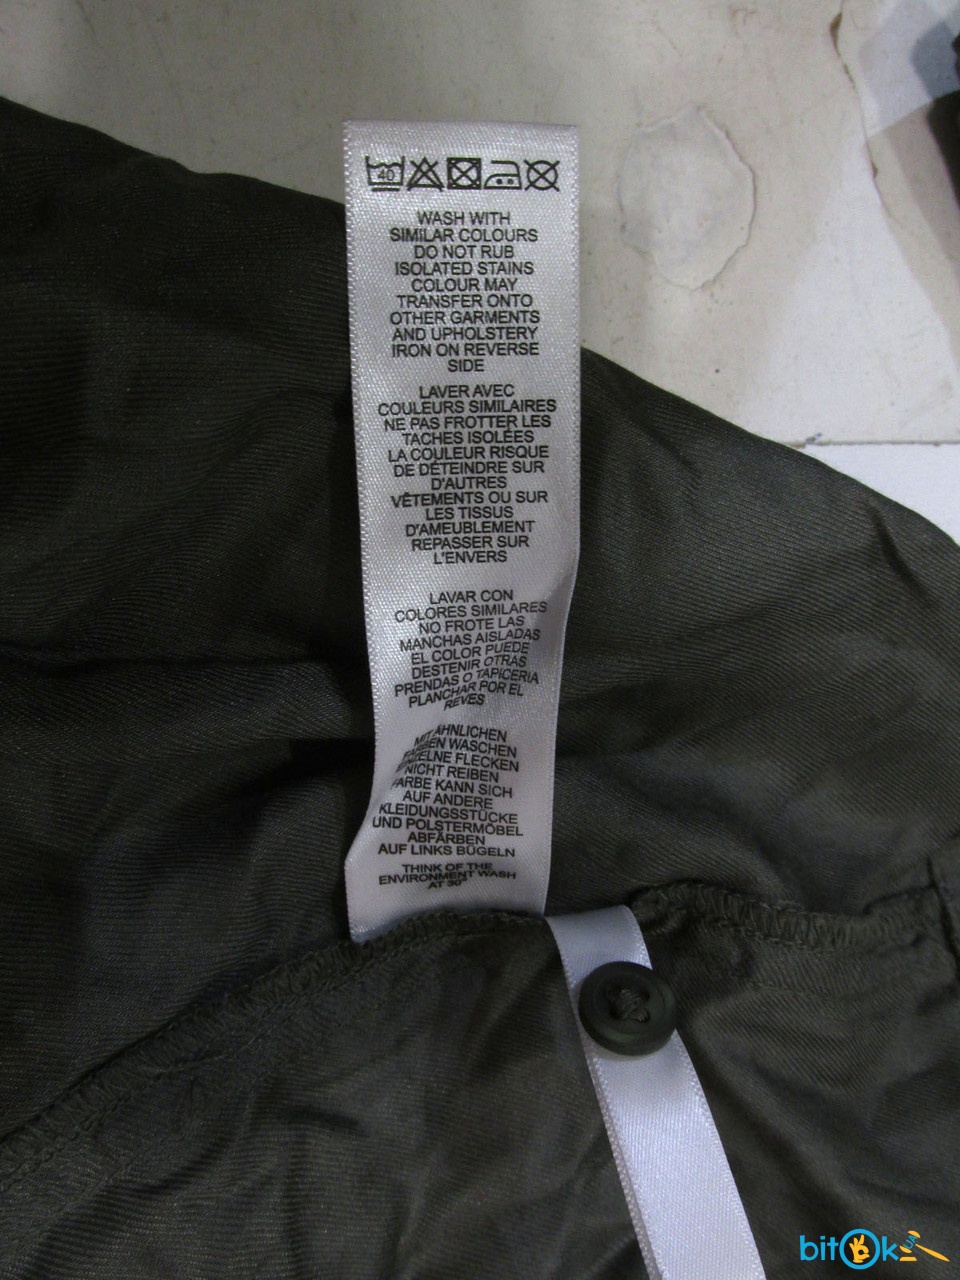 40
WASH WITH
SIMILAR COLOURS
DO NOT RUB
ISOLATED STAINS
COLOUR MAY
TRANSFER ONTO
OTHER GARMENTS
AND UPHOLSTERY
IRON ON REVERSE
SIDE
LAVER AVEC
COULEURS SIMILAIRES
NE PAS FROTTER LES
TACHES ISOLÉES
LA COULEUR RISQUE
DE DÉTEINDRE SUR
D'AUTRES
VÊTEMENTS OU SUR
LES TISSUS
D'AMEUBLEMENT
REPASSER SUR
L'ENVERS
LAVAR CON
COLORES SIMILARES
NO FROTE LAS
MANCHAS AISLADAS
EL COLOR PUEDE
DESTENIR OTRAS
PRENDAS O TAPICERIA
PLANCHAR POR EL
REVES
MIT ÄHNLICHEN
FARBEN WASCHEN
EINZELNE FLECKEN
NICHT REIBEN
FARBE KANN SICH
AUF ANDERE
KLEIDUNGSSTÜCKE
UND POLSTERMÖBEL
ABFÄRBEN
AUF LINKS BÜGELN
THINK OF THE
ENVIRONMENT WASH
AT 30°
bitOk